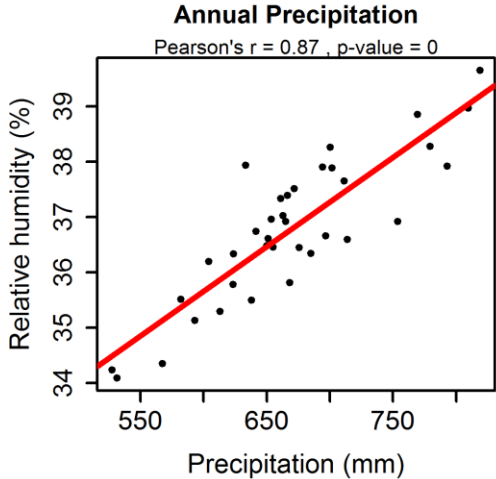 Annual Precipitation
Pearson's r = 0.87 , p-value = 0
Relative humidity (%)
39
38
37
36
35
34
550 650 750
Precipitation (mm)